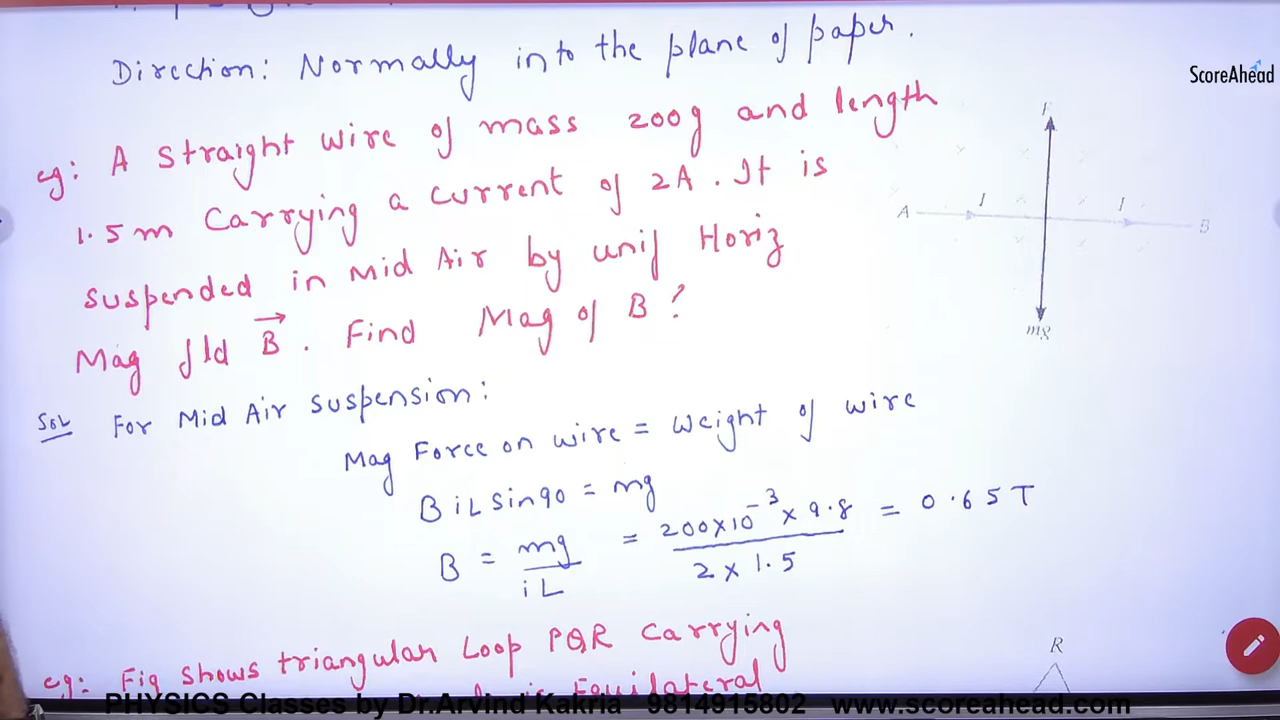 Direction: Normally into the plane of paper.
ScoreAhead
eg: A straight wire of mass 200g and length
1.5m Carrying a current of 2A. It is
suspended in Mid Air by unif Horiz
Mag fld B⃗. Find Mag of B?
F
A I I B
mg
Sol For Mid Air suspension:
Mag Force on wire = Weight of wire
B i L Sin 90 = mg
B = mg/iL = 200×10⁻³ × 9.8/2 × 1.5 = 0.65 T
eg: Fig shows triangular Loop PQR Carrying
Equilateral
R
PHYSICS Classes by Dr.Arvind Kakria 9814915802 www.scoreahead.com